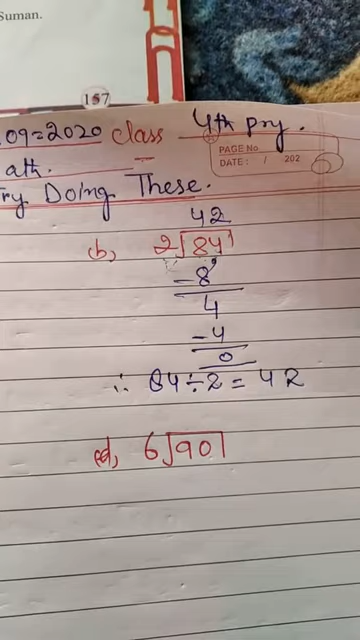 Suman.
157
.09=2020 class 4th pry.
PAGE No.
DATE: / 202
ath.
Try Doing These.
42
(b), 2√84
-8
4
-4
0
∴ 84÷2=42
(d), 6√90